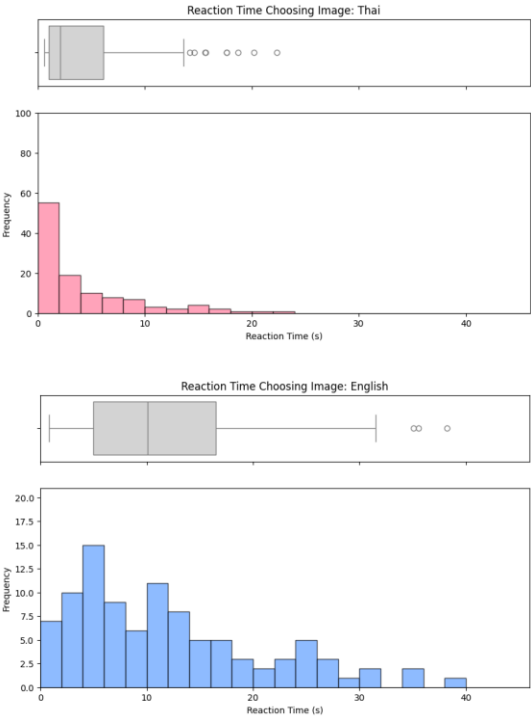 Reaction Time Choosing Image: Thai
100
80
60
40
20
0
Frequency
0 10 20 30 40
Reaction Time (s)
Reaction Time Choosing Image: English
20.0
17.5
15.0
12.5
10.0
7.5
5.0
2.5
0.0
Frequency
0 10 20 30 40
Reaction Time (s)